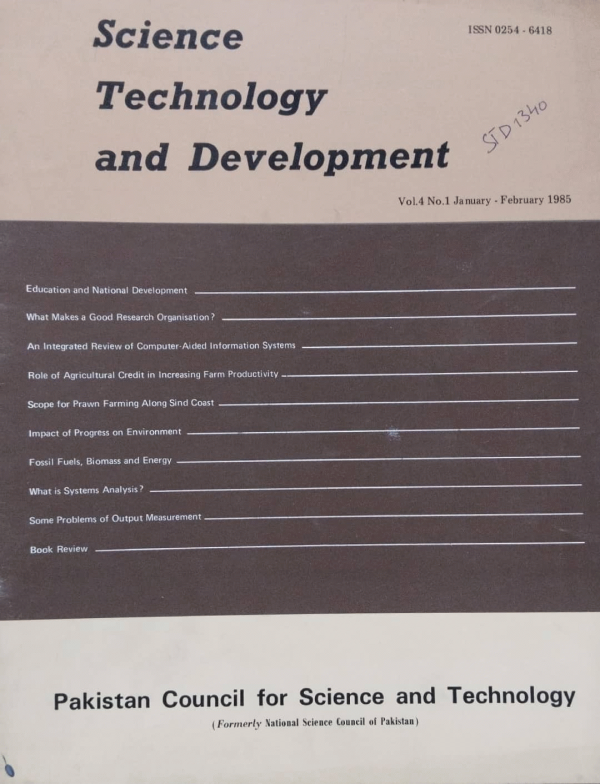 Science
ISSN 0254 - 6418
Technology
STD1340
and Development
Vol.4 No.1 January - February 1985
Education and National Development
What Makes a Good Research Organisation?
An Integrated Review of Computer-Aided Information Systems
Role of Agricultural Credit in Increasing Farm Productivity
Scope for Prawn Farming Along Sind Coast
Impact of Progress on Environment
Fossil Fuels, Biomass and Energy
What is Systems Analysis?
Some Problems of Output Measurement
Book Review
Pakistan Council for Science and Technology
(Formerly National Science Council of Pakistan)